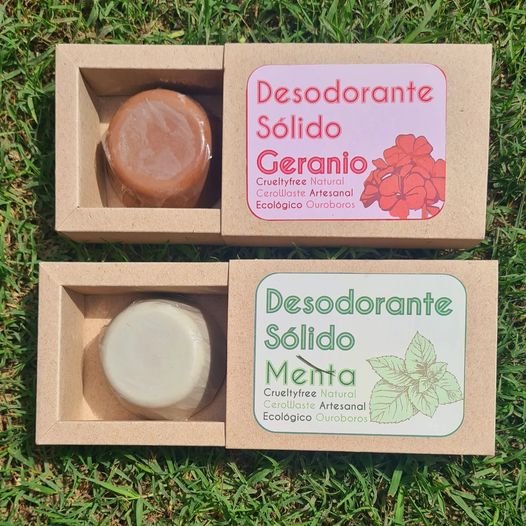 Desodorante
Sólido
Geranio
Crueltyfree Natural
CeroWaste Artesanal
Ecológico Ouroboros
Desodorante
Sólido
Menta
Crueltyfree Natural
CeroWaste Artesanal
Ecológico Ouroboros